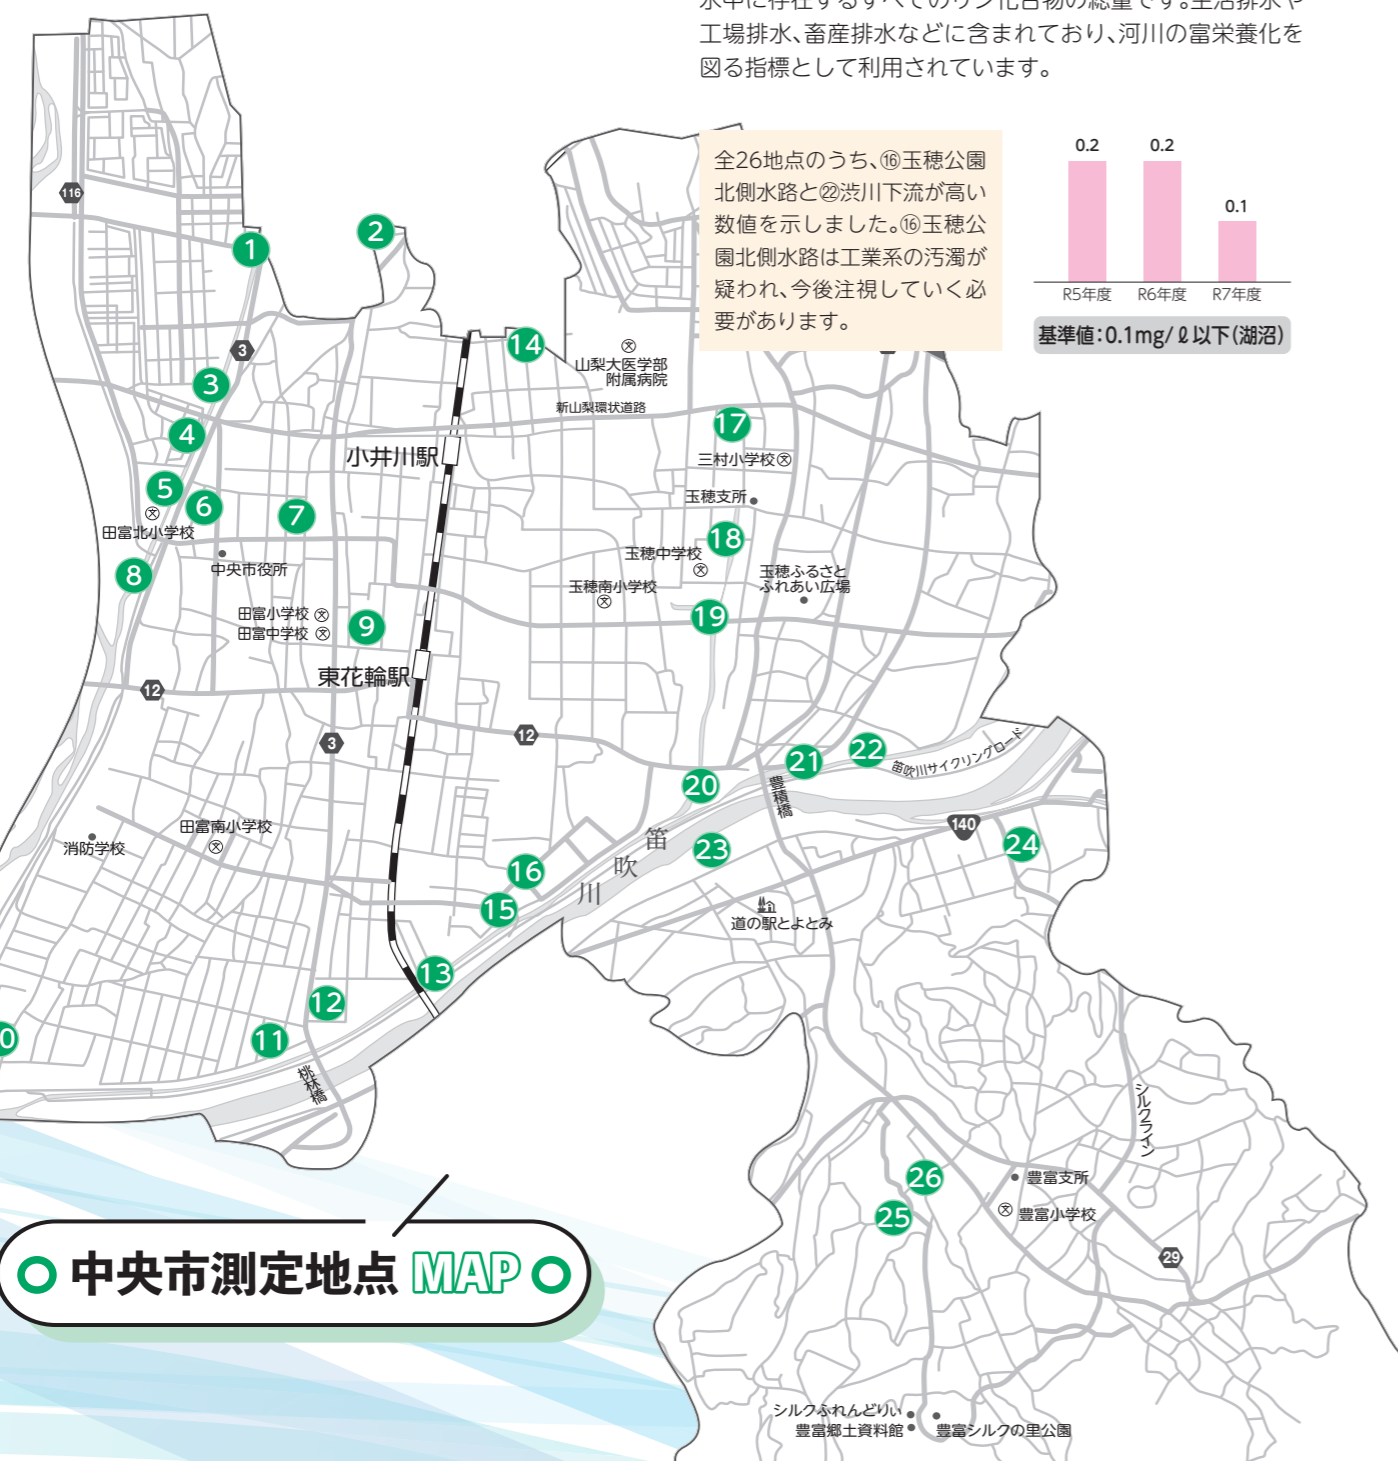 水中に存在するすべてのリン化合物の総量です。生活排水や
工場排水、畜産排水などに含まれており、河川の富栄養化を
図る指標として利用されています。
全26地点のうち、⑯玉穂公園
北側水路と㉒渋川下流が高い
数値を示しました。⑯玉穂公
園北側水路は工業系の汚濁が
疑われ、今後注視していく必
要があります。
0.2
0.2
0.1
R5年度
R6年度
R7年度
基準値:0.1mg/ℓ以下(湖沼)
116
1
2
3
14
山梨大医学部
附属病院
3
新山梨環状道路
17
4
小井川駅
三村小学校
5
6
7
玉穂支所
田富北小学校
18
玉穂中学校
中央市役所
8
玉穂南小学校
玉穂ふるさと
ふれあい広場
田富小学校
田富中学校
9
19
東花輪駅
12
3
12
21
22
笛吹川サイクリングロード
20
豊積橋
140
田富南小学校
消防学校
笛吹川
23
24
16
15
道の駅とよとみ
13
12
11
0
桃林橋
シルクライン
26
豊富支所
25
豊富小学校
29
中央市測定地点 MAP
シルクふれんどりぃ
豊富郷土資料館
豊富シルクの里公園